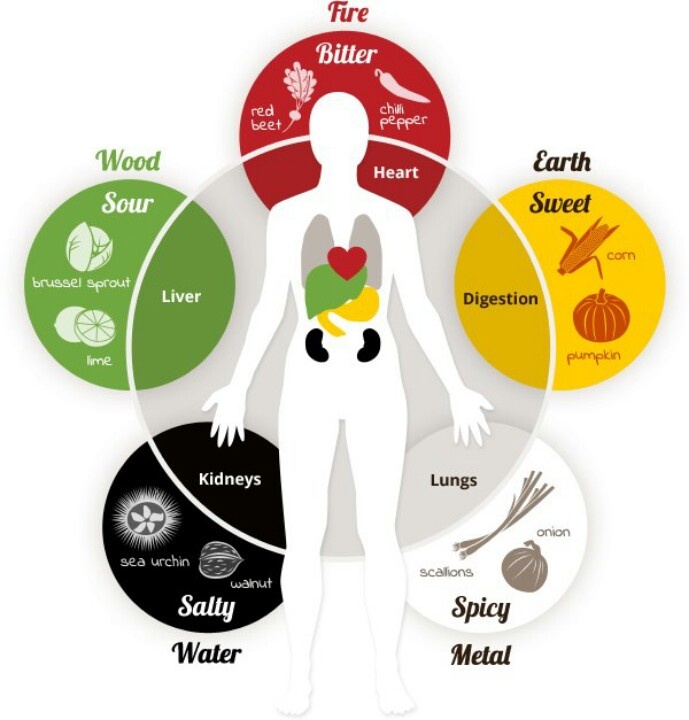 Fire
Bitter
red
beet
chilli
pepper
Heart
Wood
Sour
brussel sprout
lime
Liver
Earth
Sweet
corn
pumpkin
Digestion
Kidneys
sea urchin
walnut
Salty
Water
Lungs
onion
scallions
Spicy
Metal